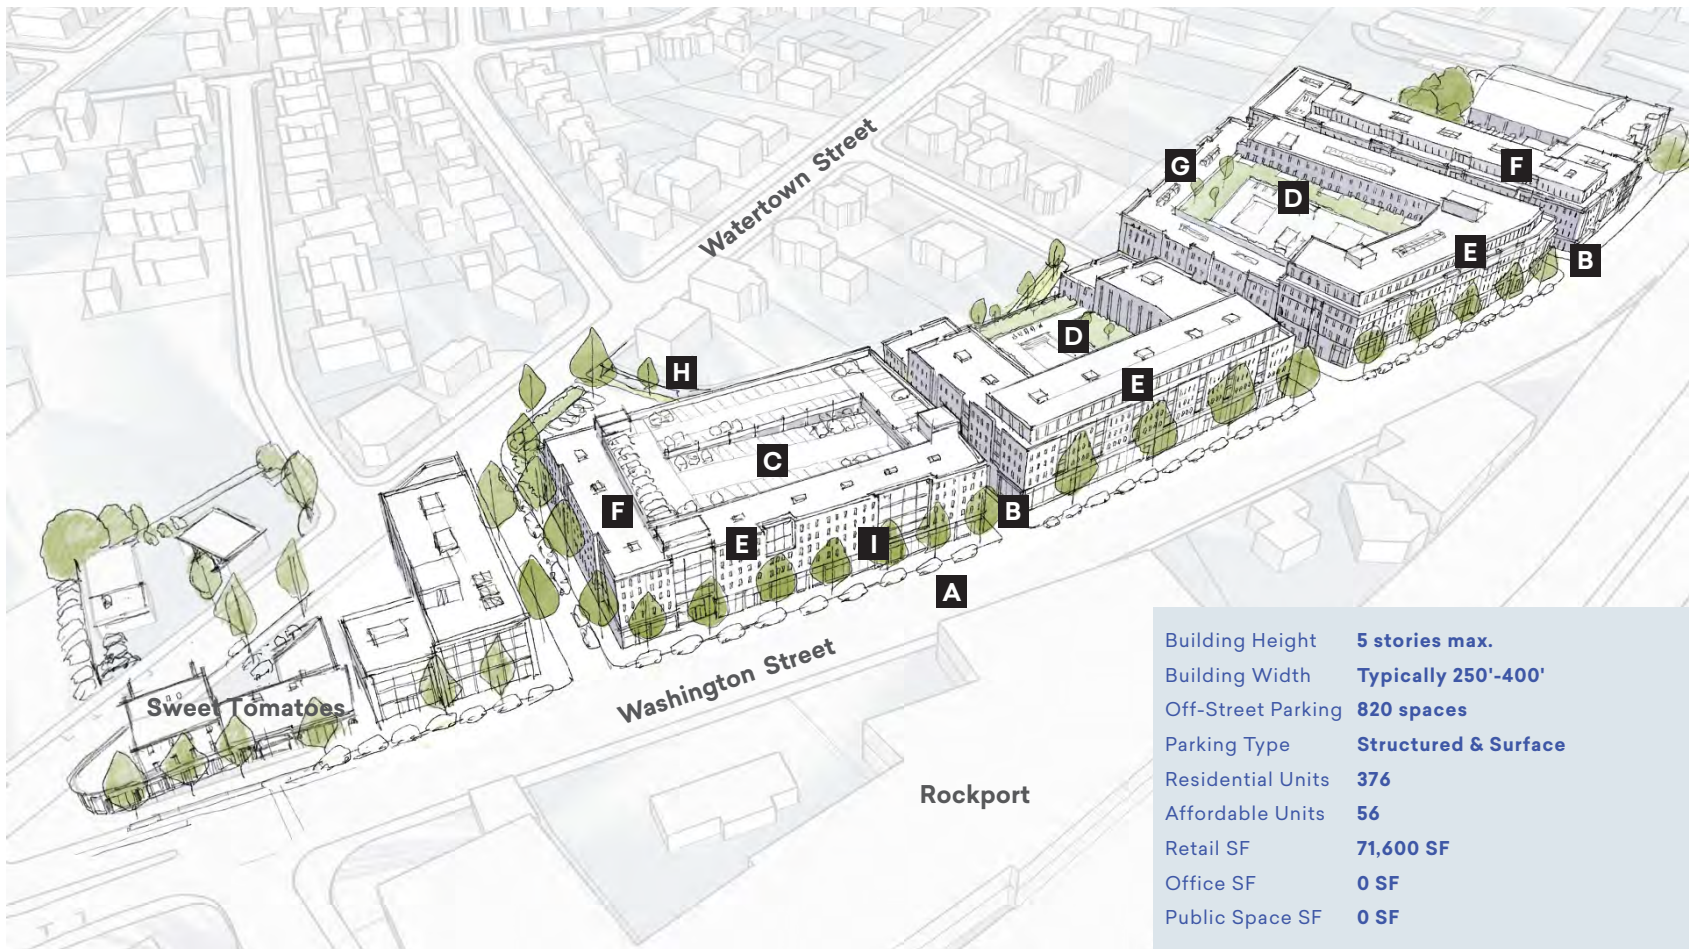 Watertown Street
G
F
D
E
B
D
H
E
C
F
B
E
I
A
Washington Street
Sweet Tomatoes
Rockport
Building Height 5 stories max.
Building Width Typically 250'-400'
Off-Street Parking 820 spaces
Parking Type Structured & Surface
Residential Units 376
Affordable Units 56
Retail SF 71,600 SF
Office SF 0 SF
Public Space SF 0 SF